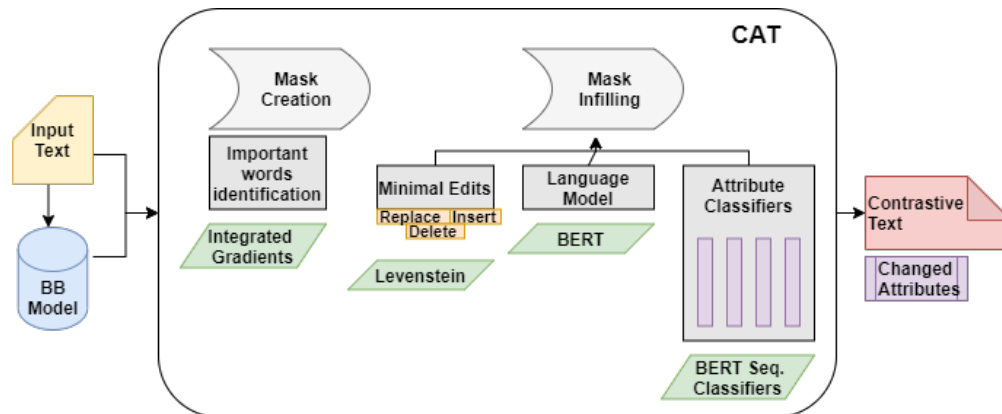 CAT
Mask
Creation
Mask
Infilling
Input
Text
Important
words
identification
Minimal Edits
Replace Insert
Delete
Language
Model
Attribute
Classifiers
Contrastive
Text
Integrated
Gradients
BERT
Levenstein
BB
Model
Changed
Attributes
BERT Seq.
Classifiers